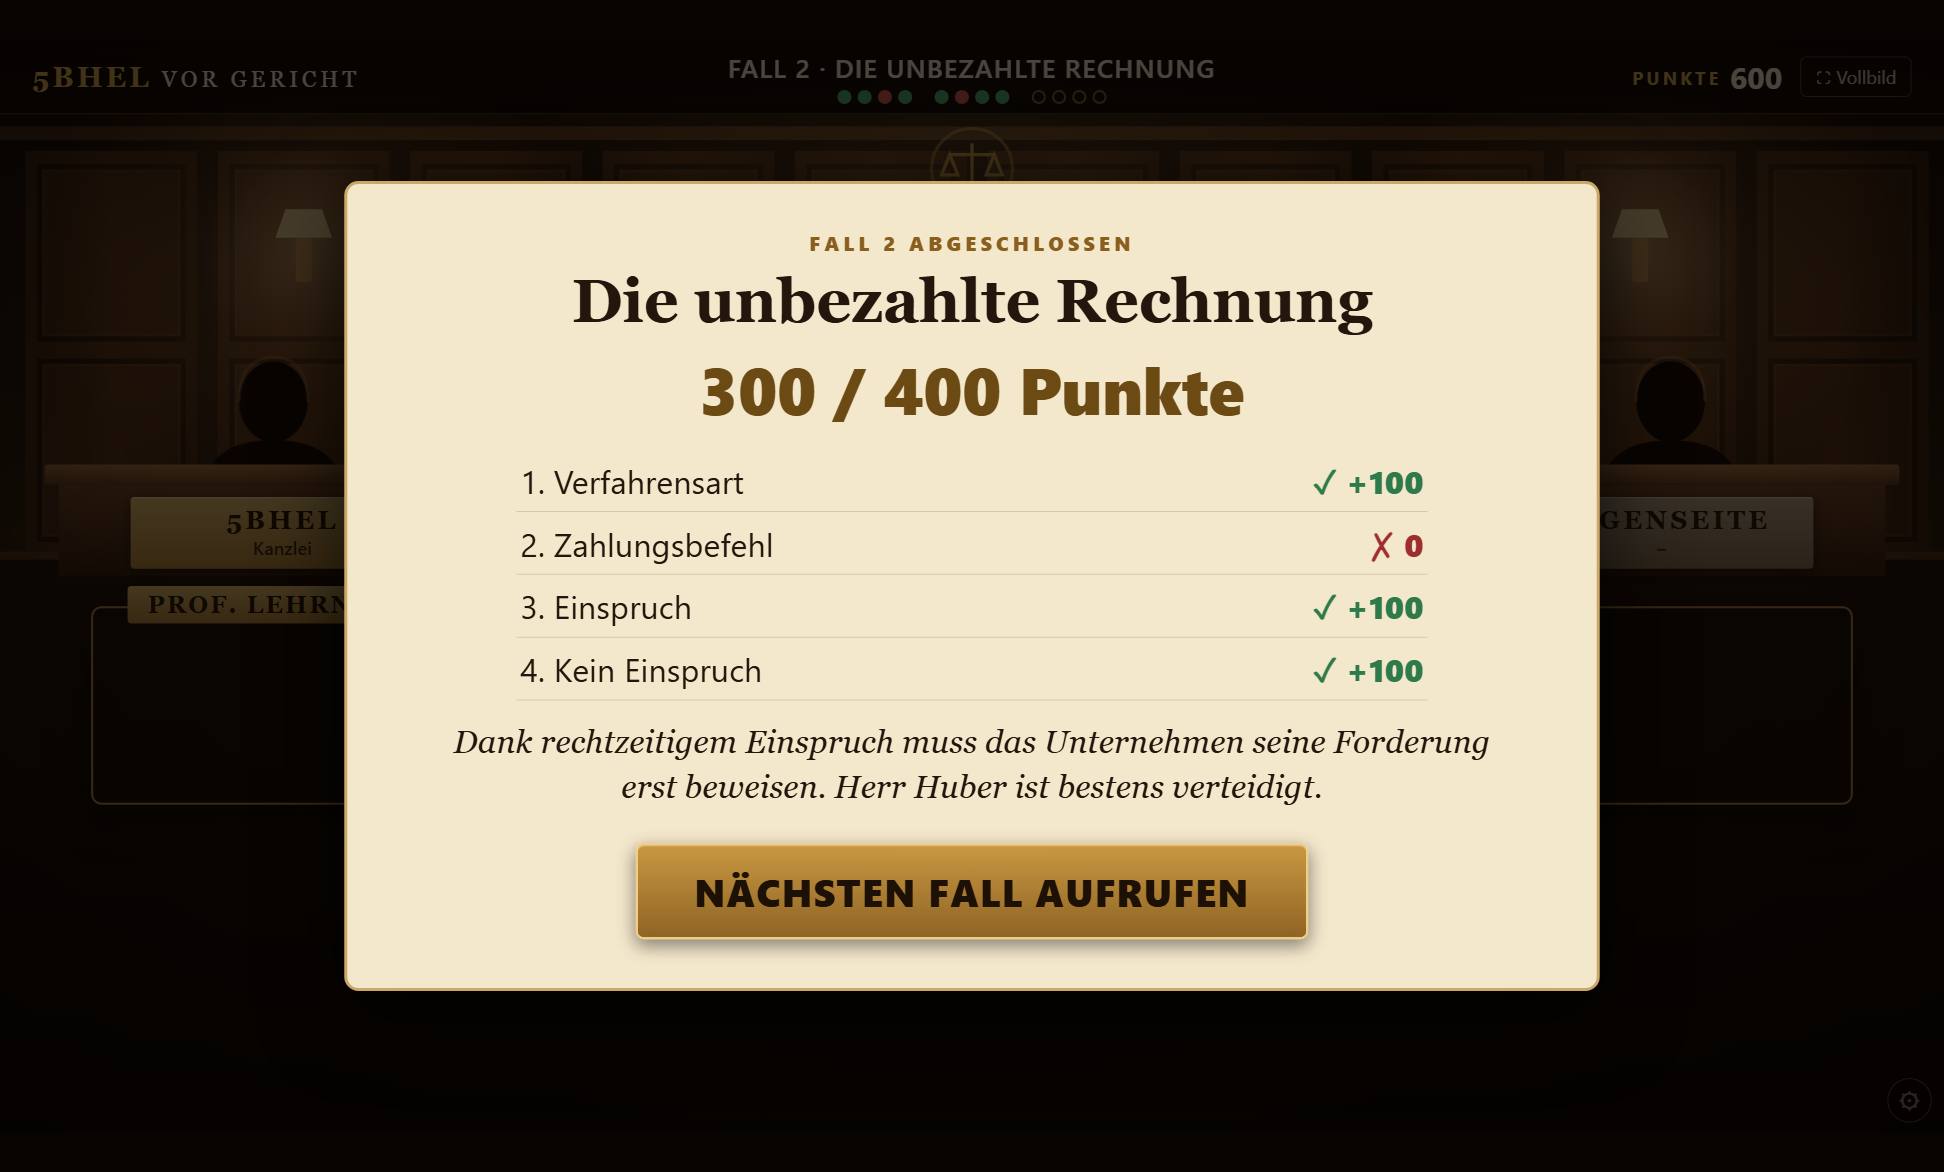 5BHEL VOR GERICHT
FALL 2 · DIE UNBEZAHLTE RECHNUNG
PUNKTE 600
Vollbild
FALL 2 ABGESCHLOSSEN
Die unbezahlte Rechnung
300 / 400 Punkte
1. Verfahrensart ✓ +100
2. Zahlungsbefehl ✗ 0
3. Einspruch ✓ +100
4. Kein Einspruch ✓ +100
Dank rechtzeitigem Einspruch muss das Unternehmen seine Forderung
erst beweisen. Herr Huber ist bestens verteidigt.
NÄCHSTEN FALL AUFRUFEN
5BHEL
Kanzlei
PROF. LEHRN
GENSEITE
–